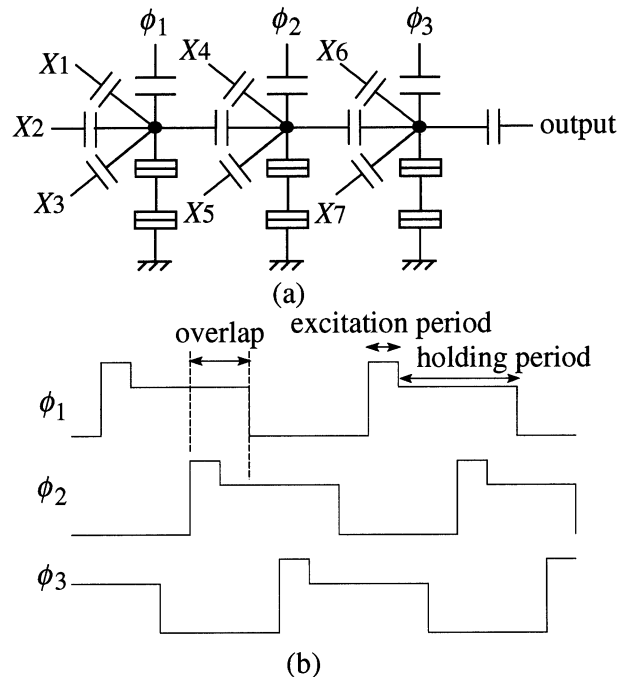 ϕ1 ϕ2 ϕ3
X1 X4 X6
X2 output
X3 X5 X7
(a)
overlap excitation period
holding period
ϕ1
ϕ2
ϕ3
(b)